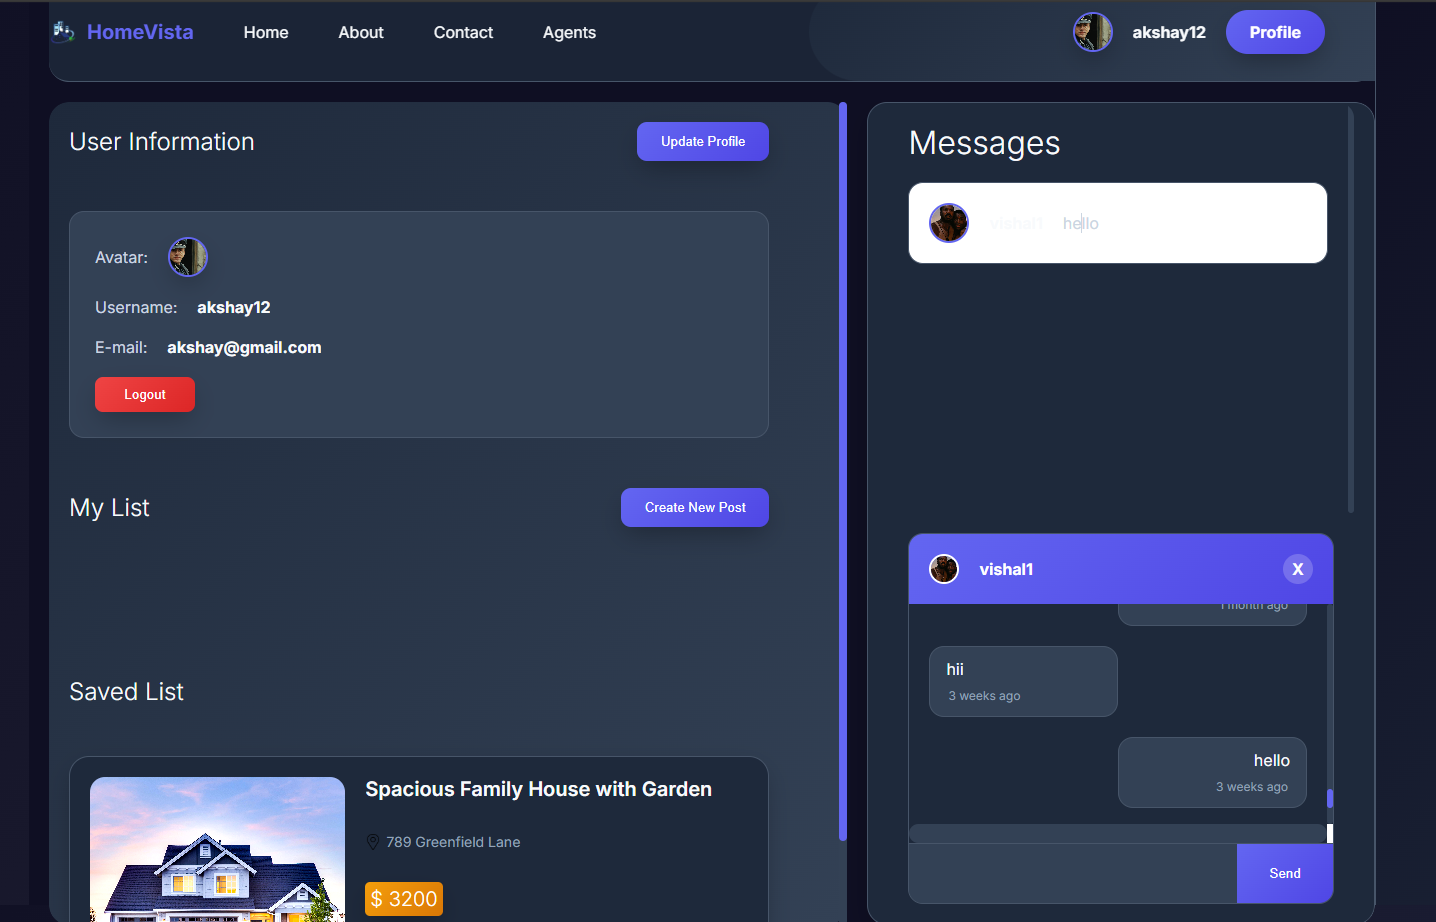 HomeVista
Home
About
Contact
Agents
akshay12
Profile
User Information
Update Profile
Avatar:
Username: akshay12
E-mail: akshay@gmail.com
Logout
My List
Create New Post
Saved List
Spacious Family House with Garden
789 Greenfield Lane
$ 3200
Messages
vishal1 hello
vishal1
X
1 month ago
hii
3 weeks ago
hello
3 weeks ago
Send